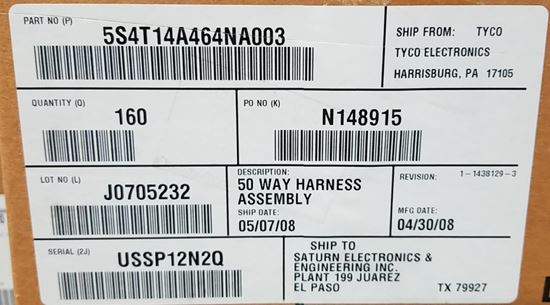 PART NO (P)
5S4T14A464NA003
SHIP FROM: TYCO
TYCO ELECTRONICS
HARRISBURG, PA 17105
QUANTITY (Q)
160
PO NO (K)
N148915
LOT NO (L)
J0705232
DESCRIPTION:
50 WAY HARNESS
ASSEMBLY
SHIP DATE:
05/07/08
REVISION: 1-1438129-3
MFG DATE:
04/30/08
SERIAL (2J)
USSP12N2Q
SHIP TO
SATURN ELECTRONICS &
ENGINEERING INC.
PLANT 199 JUAREZ
EL PASO TX 79927